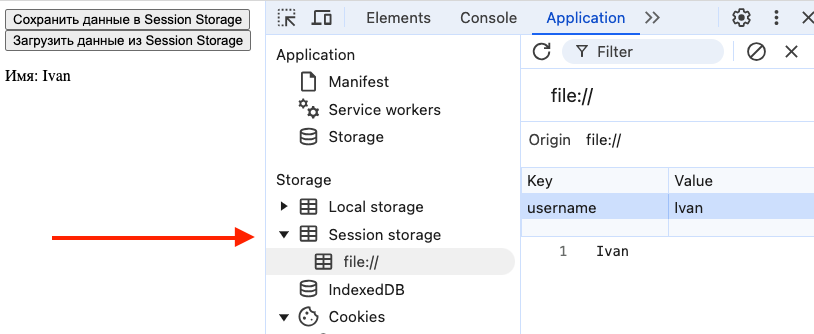 Сохранить данные в Session Storage
Загрузить данные из Session Storage
Имя: Ivan
Elements Console Application
Application
Manifest
Service workers
Storage
Storage
Local storage
Session storage
file://
IndexedDB
Cookies
Filter
file://
Origin file://
Key Value
username Ivan
1 Ivan